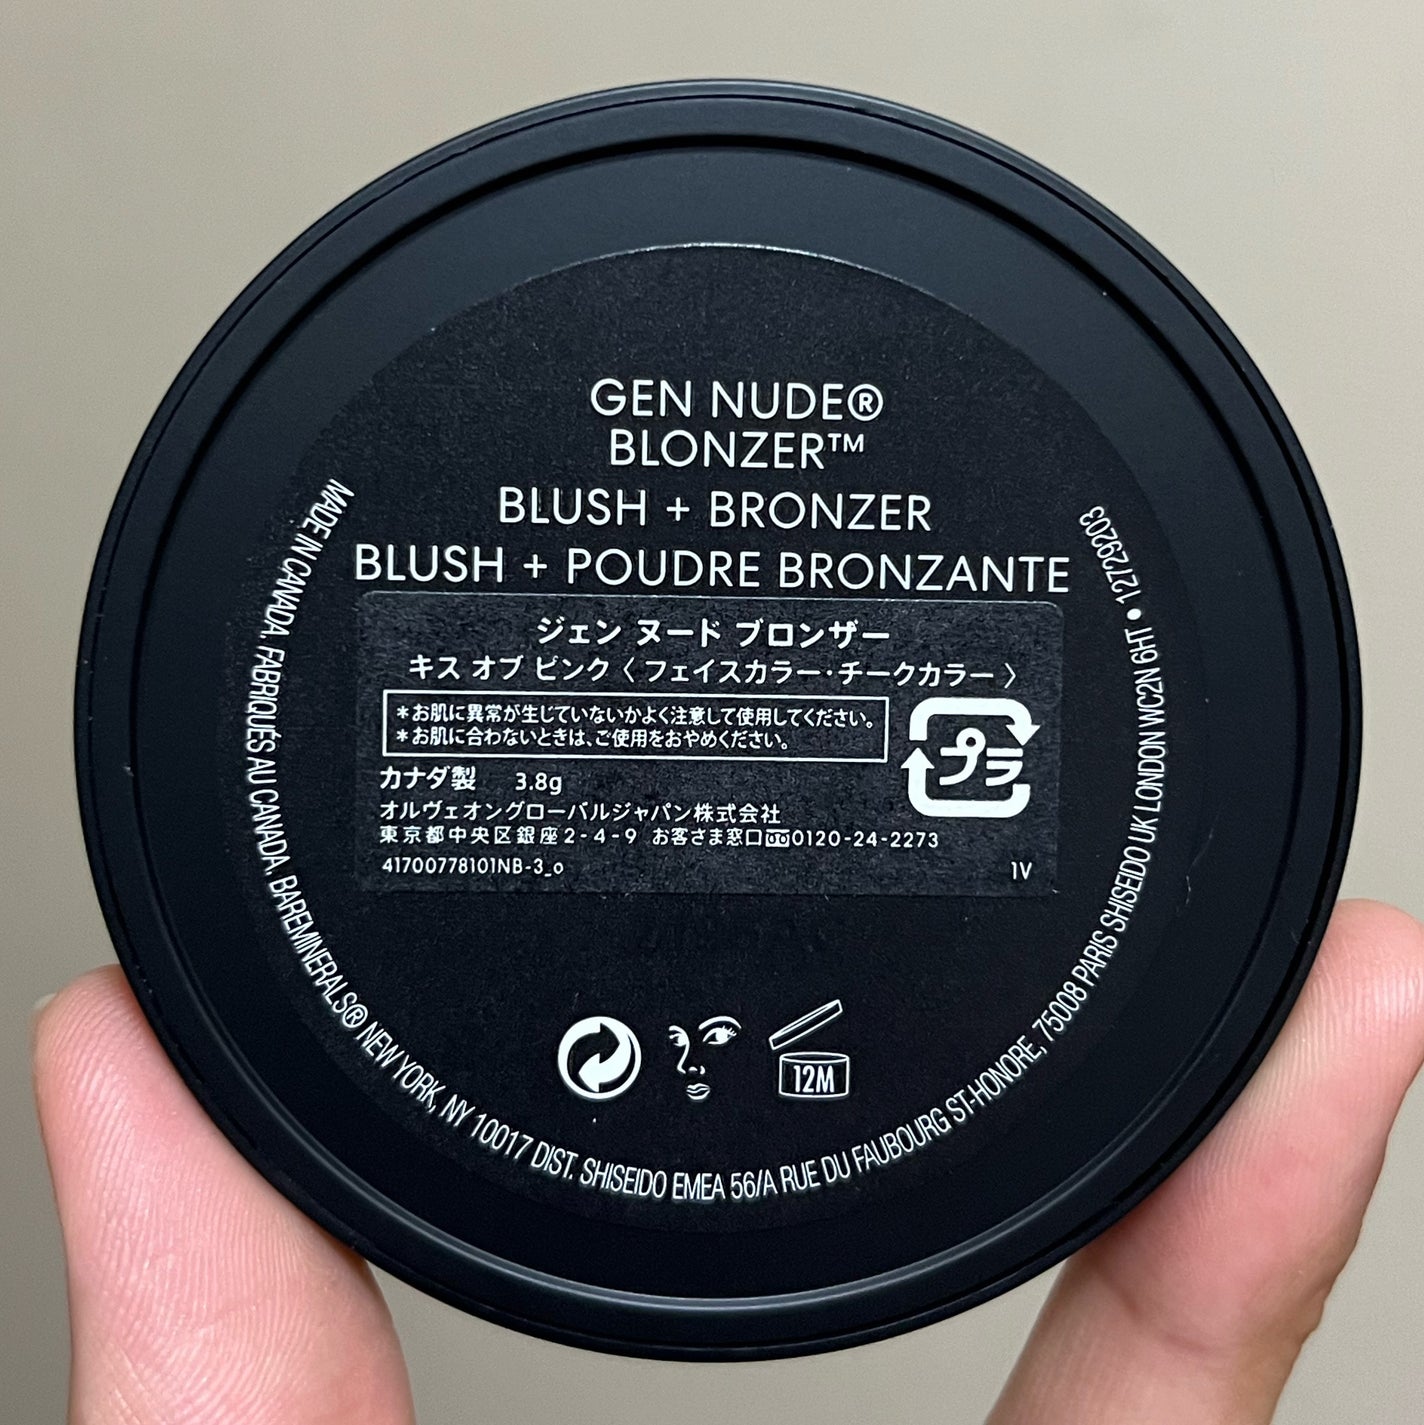 GEN NUDE®
BLONZER™
BLUSH + BRONZER
BLUSH + POUDRE BRONZANTE
ジェン ヌード ブロンザー
キス オブ ピンク〈フェイスカラー・チークカラー〉
*お肌に異常が生じていないかよく注意して使用してください。
*お肌に合わないときは、ご使用をおやめください。
プラ
カナダ製 3.8g
オルヴェオングローバルジャパン株式会社
東京都中央区銀座2-4-9 お客さま窓口0120-24-2273
41700778101NB-3_o 1V
12M
MADE IN CANADA. FABRIQUÉS AU CANADA. BAREMINERALS® NEW YORK, NY 10017 DIST. SHISEIDO EMEA 56/A RUE DU FAUBOURG ST-HONORE, 75008 PARIS SHISEIDO UK LONDON WC2N 6HT • 12729203